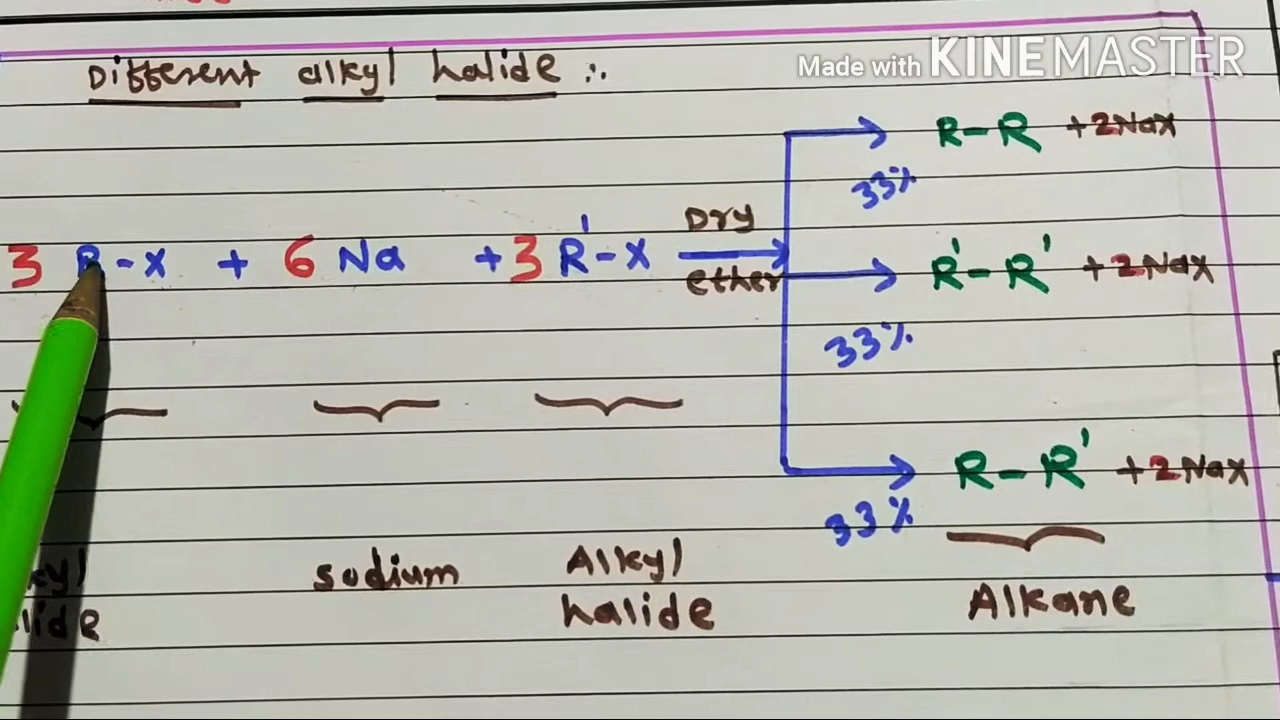 Different alkyl halide :.
Made with KINEMASTER
R-R +2Nax
33%
3 R-x + 6 Na +3 R'-x Dry ether
R'-R' +2Nax
33%
R-R' +2Nax
33%
sodium
Alkyl
halide
Alkane